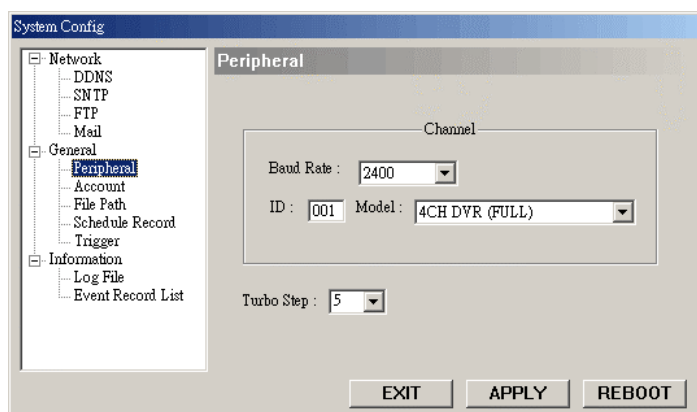 System Config
Network
DDNS
SNTP
FTP
Mail
General
Peripheral
Account
File Path
Schedule Record
Trigger
Information
Log File
Event Record List
Peripheral
Channel
Baud Rate : 2400
ID : 001 Model : 4CH DVR (FULL)
Turbo Step : 5
EXIT APPLY REBOOT